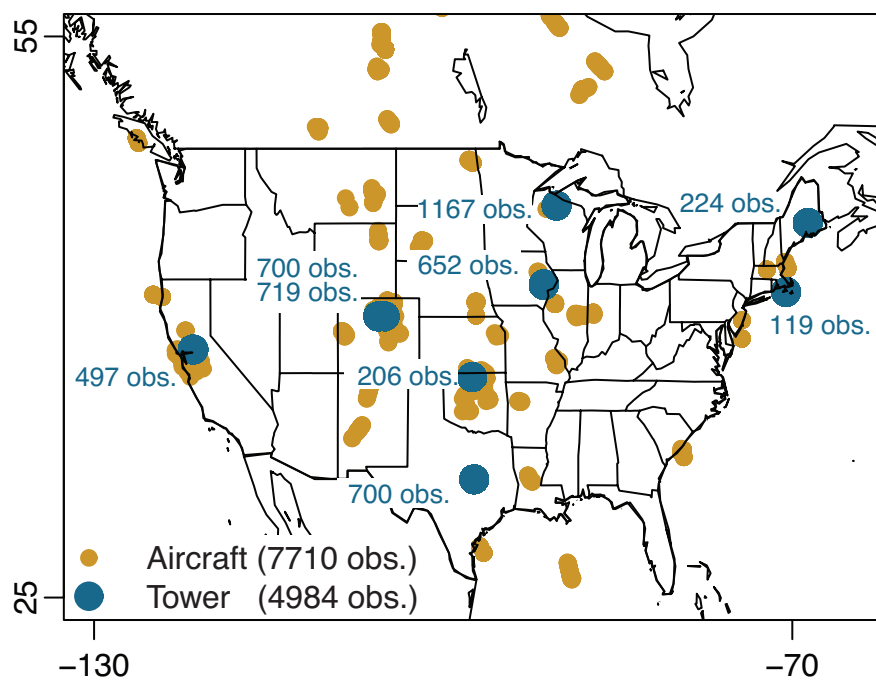 55
1167 obs.
224 obs.
700 obs.
652 obs.
719 obs.
119 obs.
497 obs.
206 obs.
700 obs.
Aircraft (7710 obs.)
Tower (4984 obs.)
25
−130
−70